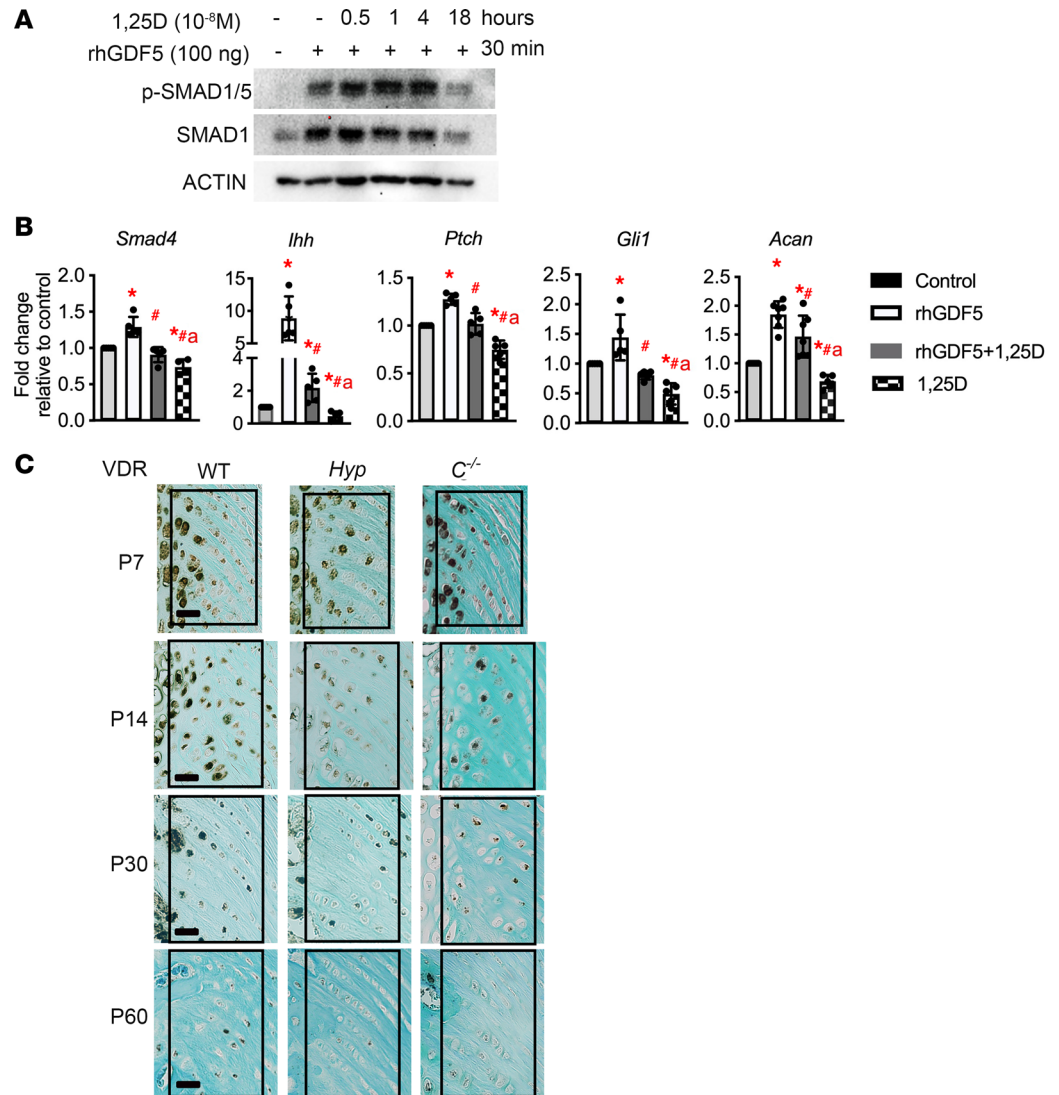 A
1,25D (10⁻⁸M) - - 0.5 1 4 18 hours
rhGDF5 (100 ng) - + + + + + 30 min
p-SMAD1/5
SMAD1
ACTIN
B
Smad4 Ihh Ptch Gli1 Acan
Fold change
relative to control
2.0
1.5
1.0
0.5
0.0
*
#
*#a
15
10
5
4
2
0
*
*#
*#a
1.5
1.0
0.5
0.0
*
#
*#a
2.5
2.0
1.5
1.0
0.5
0.0
*
#
*#a
2.5
2.0
1.5
1.0
0.5
0.0
*
*#
*#a
Control
rhGDF5
rhGDF5+1,25D
1,25D
C
VDR WT Hyp C⁻/⁻
P7
P14
P30
P60